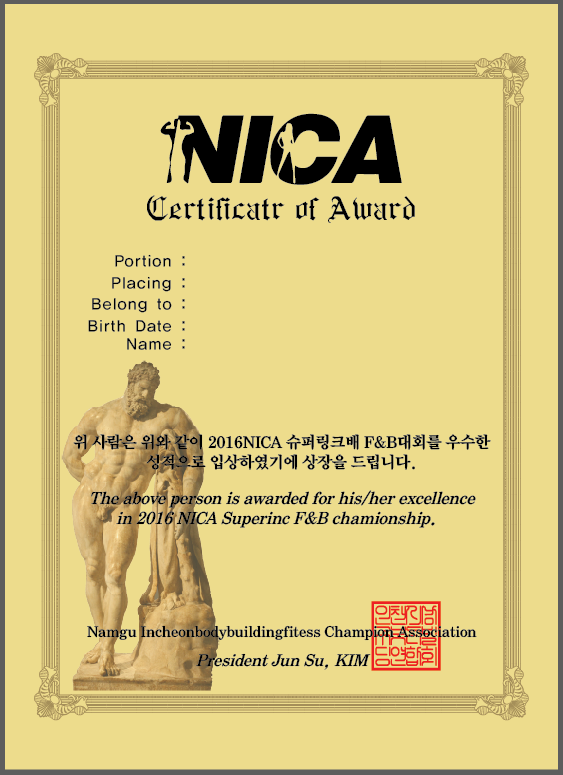 NICA
Certificatr of Award
Portion :
Placing :
Belong to :
Birth Date :
Name :
위 사람은 위와 같이 2016NICA 슈퍼링크배 F&B대회를 우수한
성적으로 입상하였기에 상장을 드립니다.
The above person is awarded for his/her excellence
in 2016 NICA Superinc F&B chamionship.
Namgu Incheonbodybuildingfitess Champion Association
President Jun Su, KIM